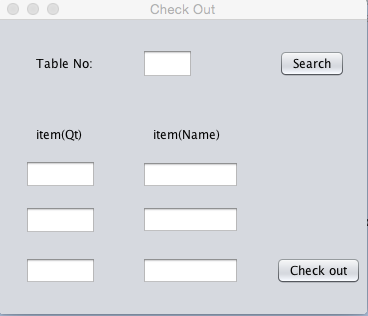 Check Out
Table No:
Search
item(Qt) item(Name)
Check out